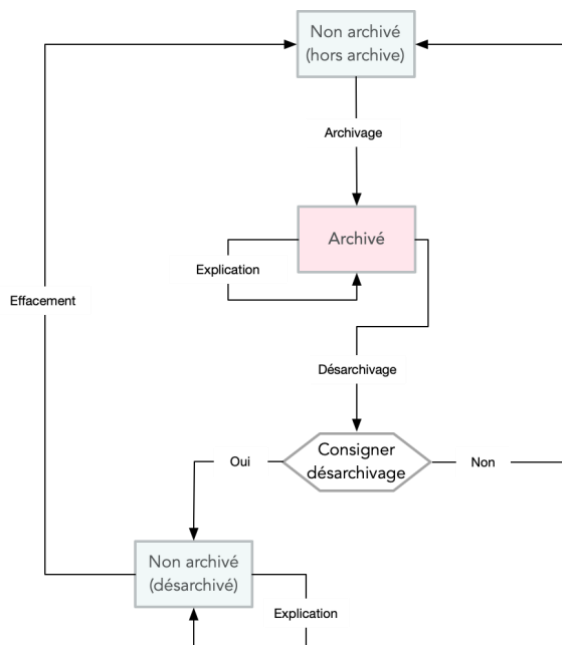 Non archivé
(hors archive)
Archivage
Archivé
Explication
Effacement
Désarchivage
Consigner
désarchivage
Oui
Non
Non archivé
(désarchivé)
Explication